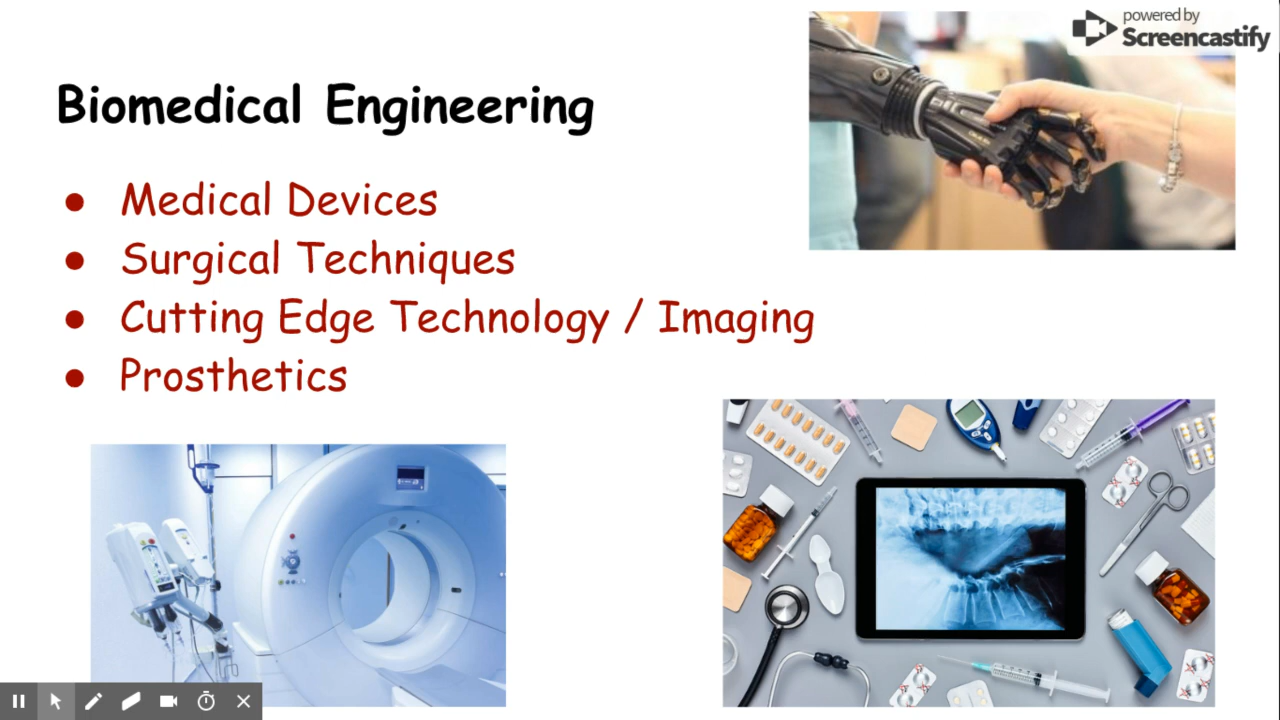 powered by
Screencastify
Biomedical Engineering
● Medical Devices
● Surgical Techniques
● Cutting Edge Technology / Imaging
● Prosthetics